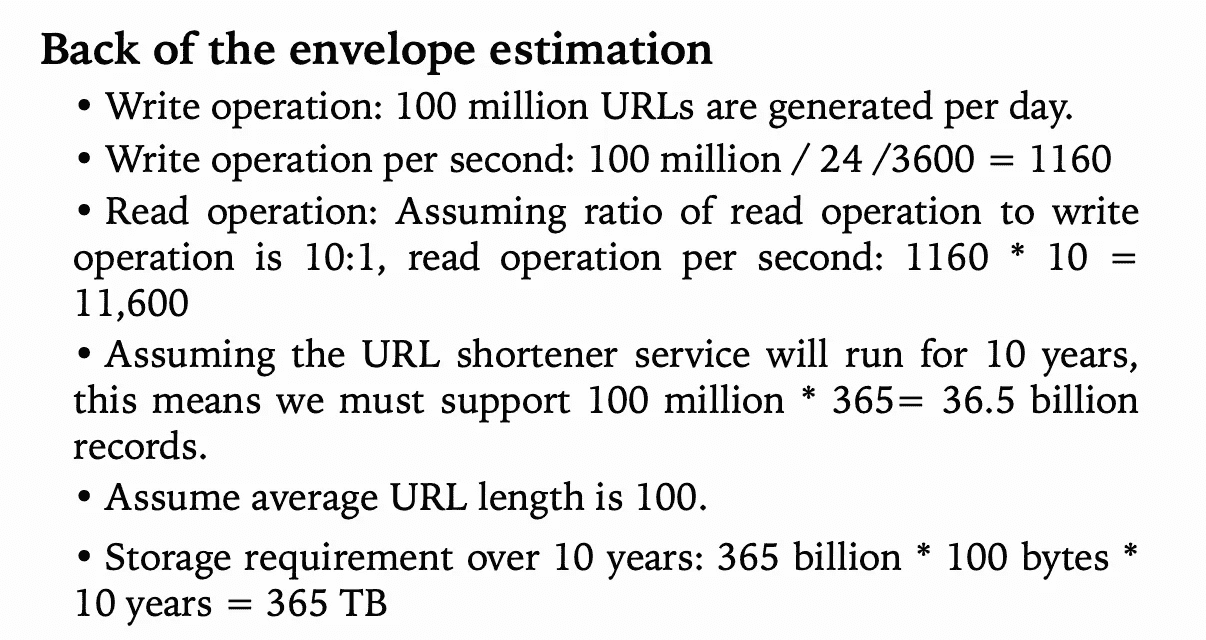 Back of the envelope estimation
• Write operation: 100 million URLs are generated per day.
• Write operation per second: 100 million / 24 /3600 = 1160
• Read operation: Assuming ratio of read operation to write
operation is 10:1, read operation per second: 1160 * 10 =
11,600
• Assuming the URL shortener service will run for 10 years,
this means we must support 100 million * 365= 36.5 billion
records.
• Assume average URL length is 100.
• Storage requirement over 10 years: 365 billion * 100 bytes *
10 years = 365 TB